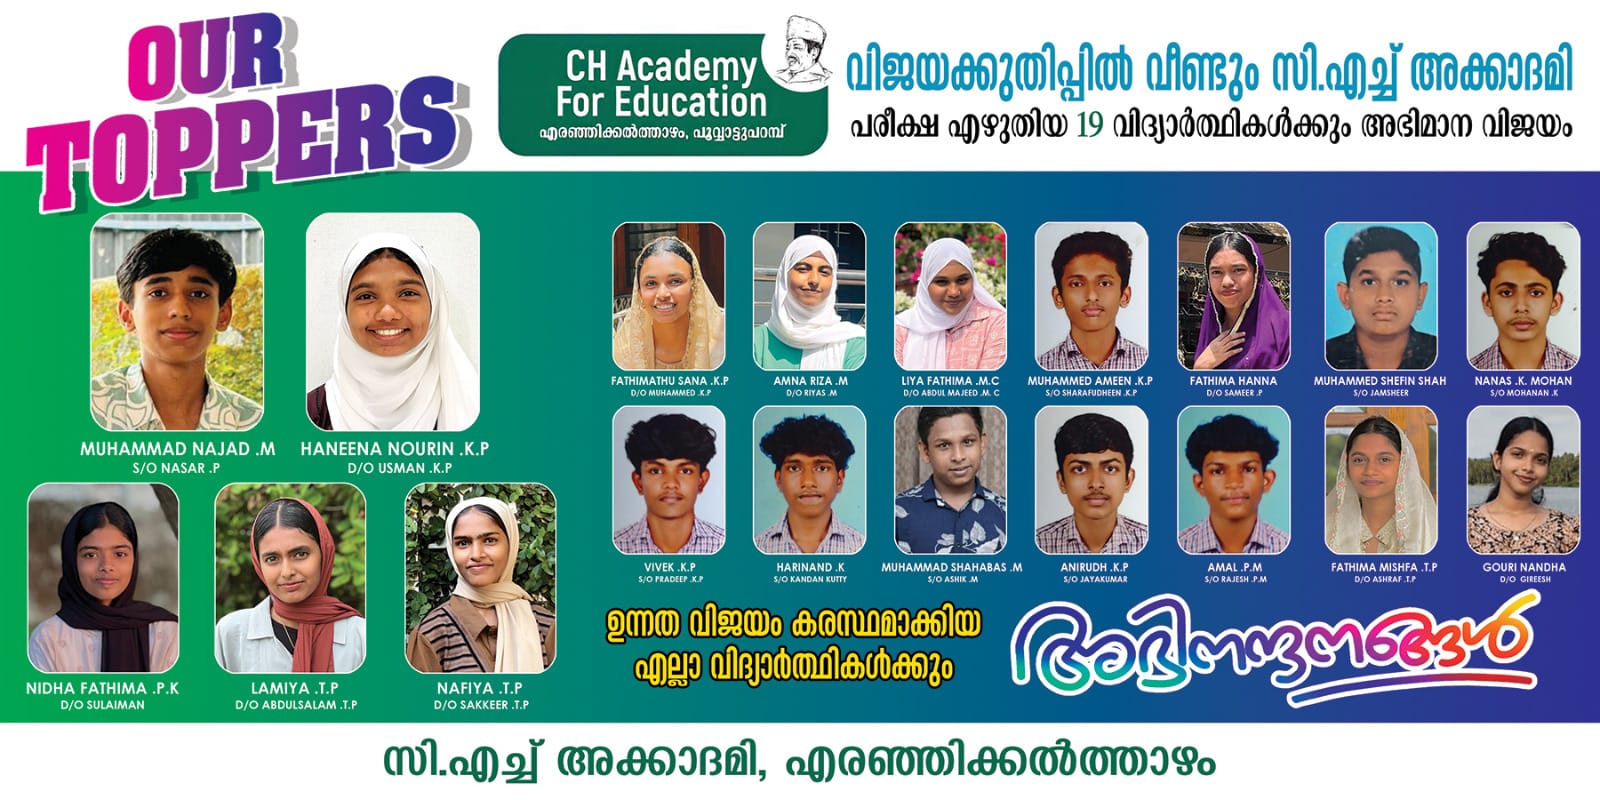 OUR
TOPPERS
CH Academy
For Education
എരഞ്ഞിക്കൽത്താഴം, പൂവ്വാട്ടുപറമ്പ്
വിജയക്കുതിപ്പിൽ വീണ്ടും സി.എച്ച് അക്കാദമി
പരീക്ഷ എഴുതിയ 19 വിദ്യാർത്ഥികൾക്കും അഭിമാന വിജയം
MUHAMMAD NAJAD .M
S/O NASAR .P
HANEENA NOURIN .K.P
D/O USMAN .K.P
NIDHA FATHIMA .P.K
D/O SULAIMAN
LAMIYA .T.P
D/O ABDULSALAM .T.P
NAFIYA .T.P
D/O SAKKEER .T.P
FATHIMATHU SANA .K.P
D/O MUHAMMED .K.P
AMNA RIZA .M
D/O RIYAS .M
LIYA FATHIMA .M.C
D/O ABDUL MAJEED .M. C
MUHAMMED AMEEN .K.P
S/O SHARAFUDHEEN .K.P
FATHIMA HANNA
D/O SAMEER .P
MUHAMMED SHEFIN SHAH
S/O JAMSHEER
NANAS .K. MOHAN
S/O MOHANAN .K
VIVEK .K.P
S/O PRADEEP .K.P
HARINAND .K
S/O KANDAN KUTTY
MUHAMMAD SHAHABAS .M
S/O ASHIK .M
ANIRUDH .K.P
S/O JAYAKUMAR
AMAL .P.M
S/O RAJESH .P.M
FATHIMA MISHFA .T.P
D/O ASHRAF .T.P
GOURI NANDHA
D/O GIREESH
ഉന്നത വിജയം കരസ്ഥമാക്കിയ
എല്ലാ വിദ്യാർത്ഥികൾക്കും
അഭിനന്ദനങ്ങൾ
സി.എച്ച് അക്കാദമി, എരഞ്ഞിക്കൽത്താഴം